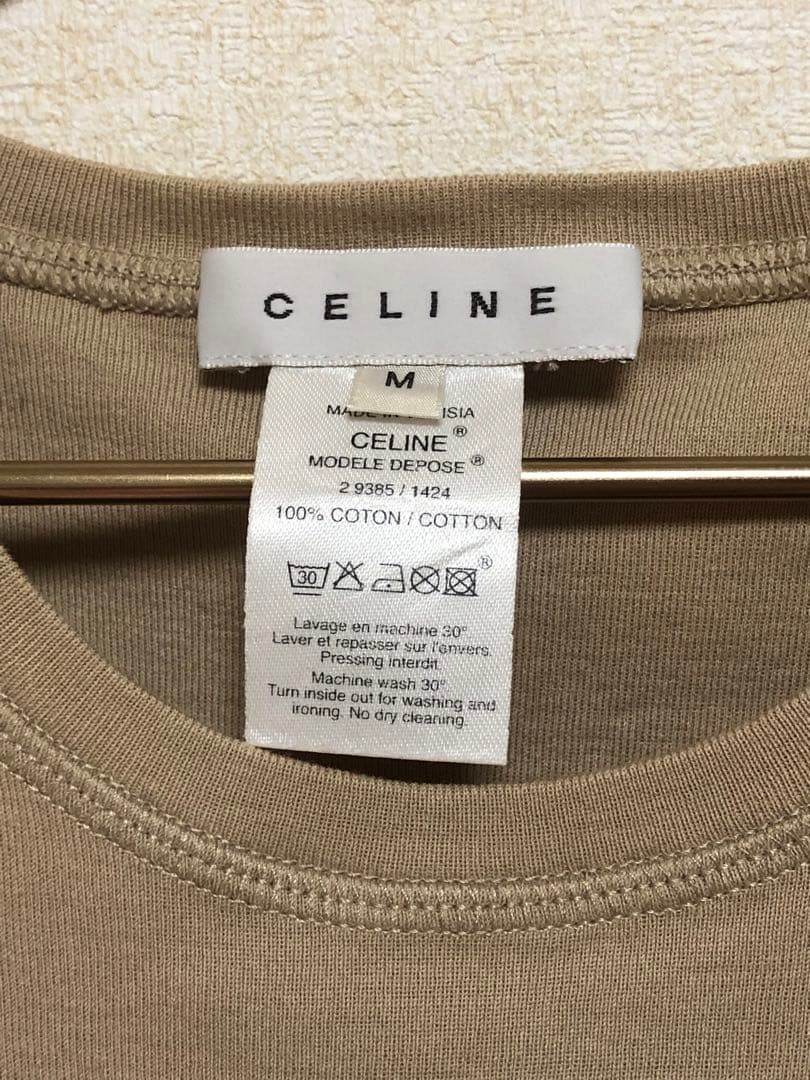 CELINE
M
MADE IN
CELINE®
MODELE DEPOSE®
2 9385 / 1424
100% COTON / COTTON
30
®
Lavage en machine 30°
Laver et repasser sur l'envers.
Pressing interdit.
Machine wash 30°
Turn inside out for washing and
ironing. No dry cleaning.